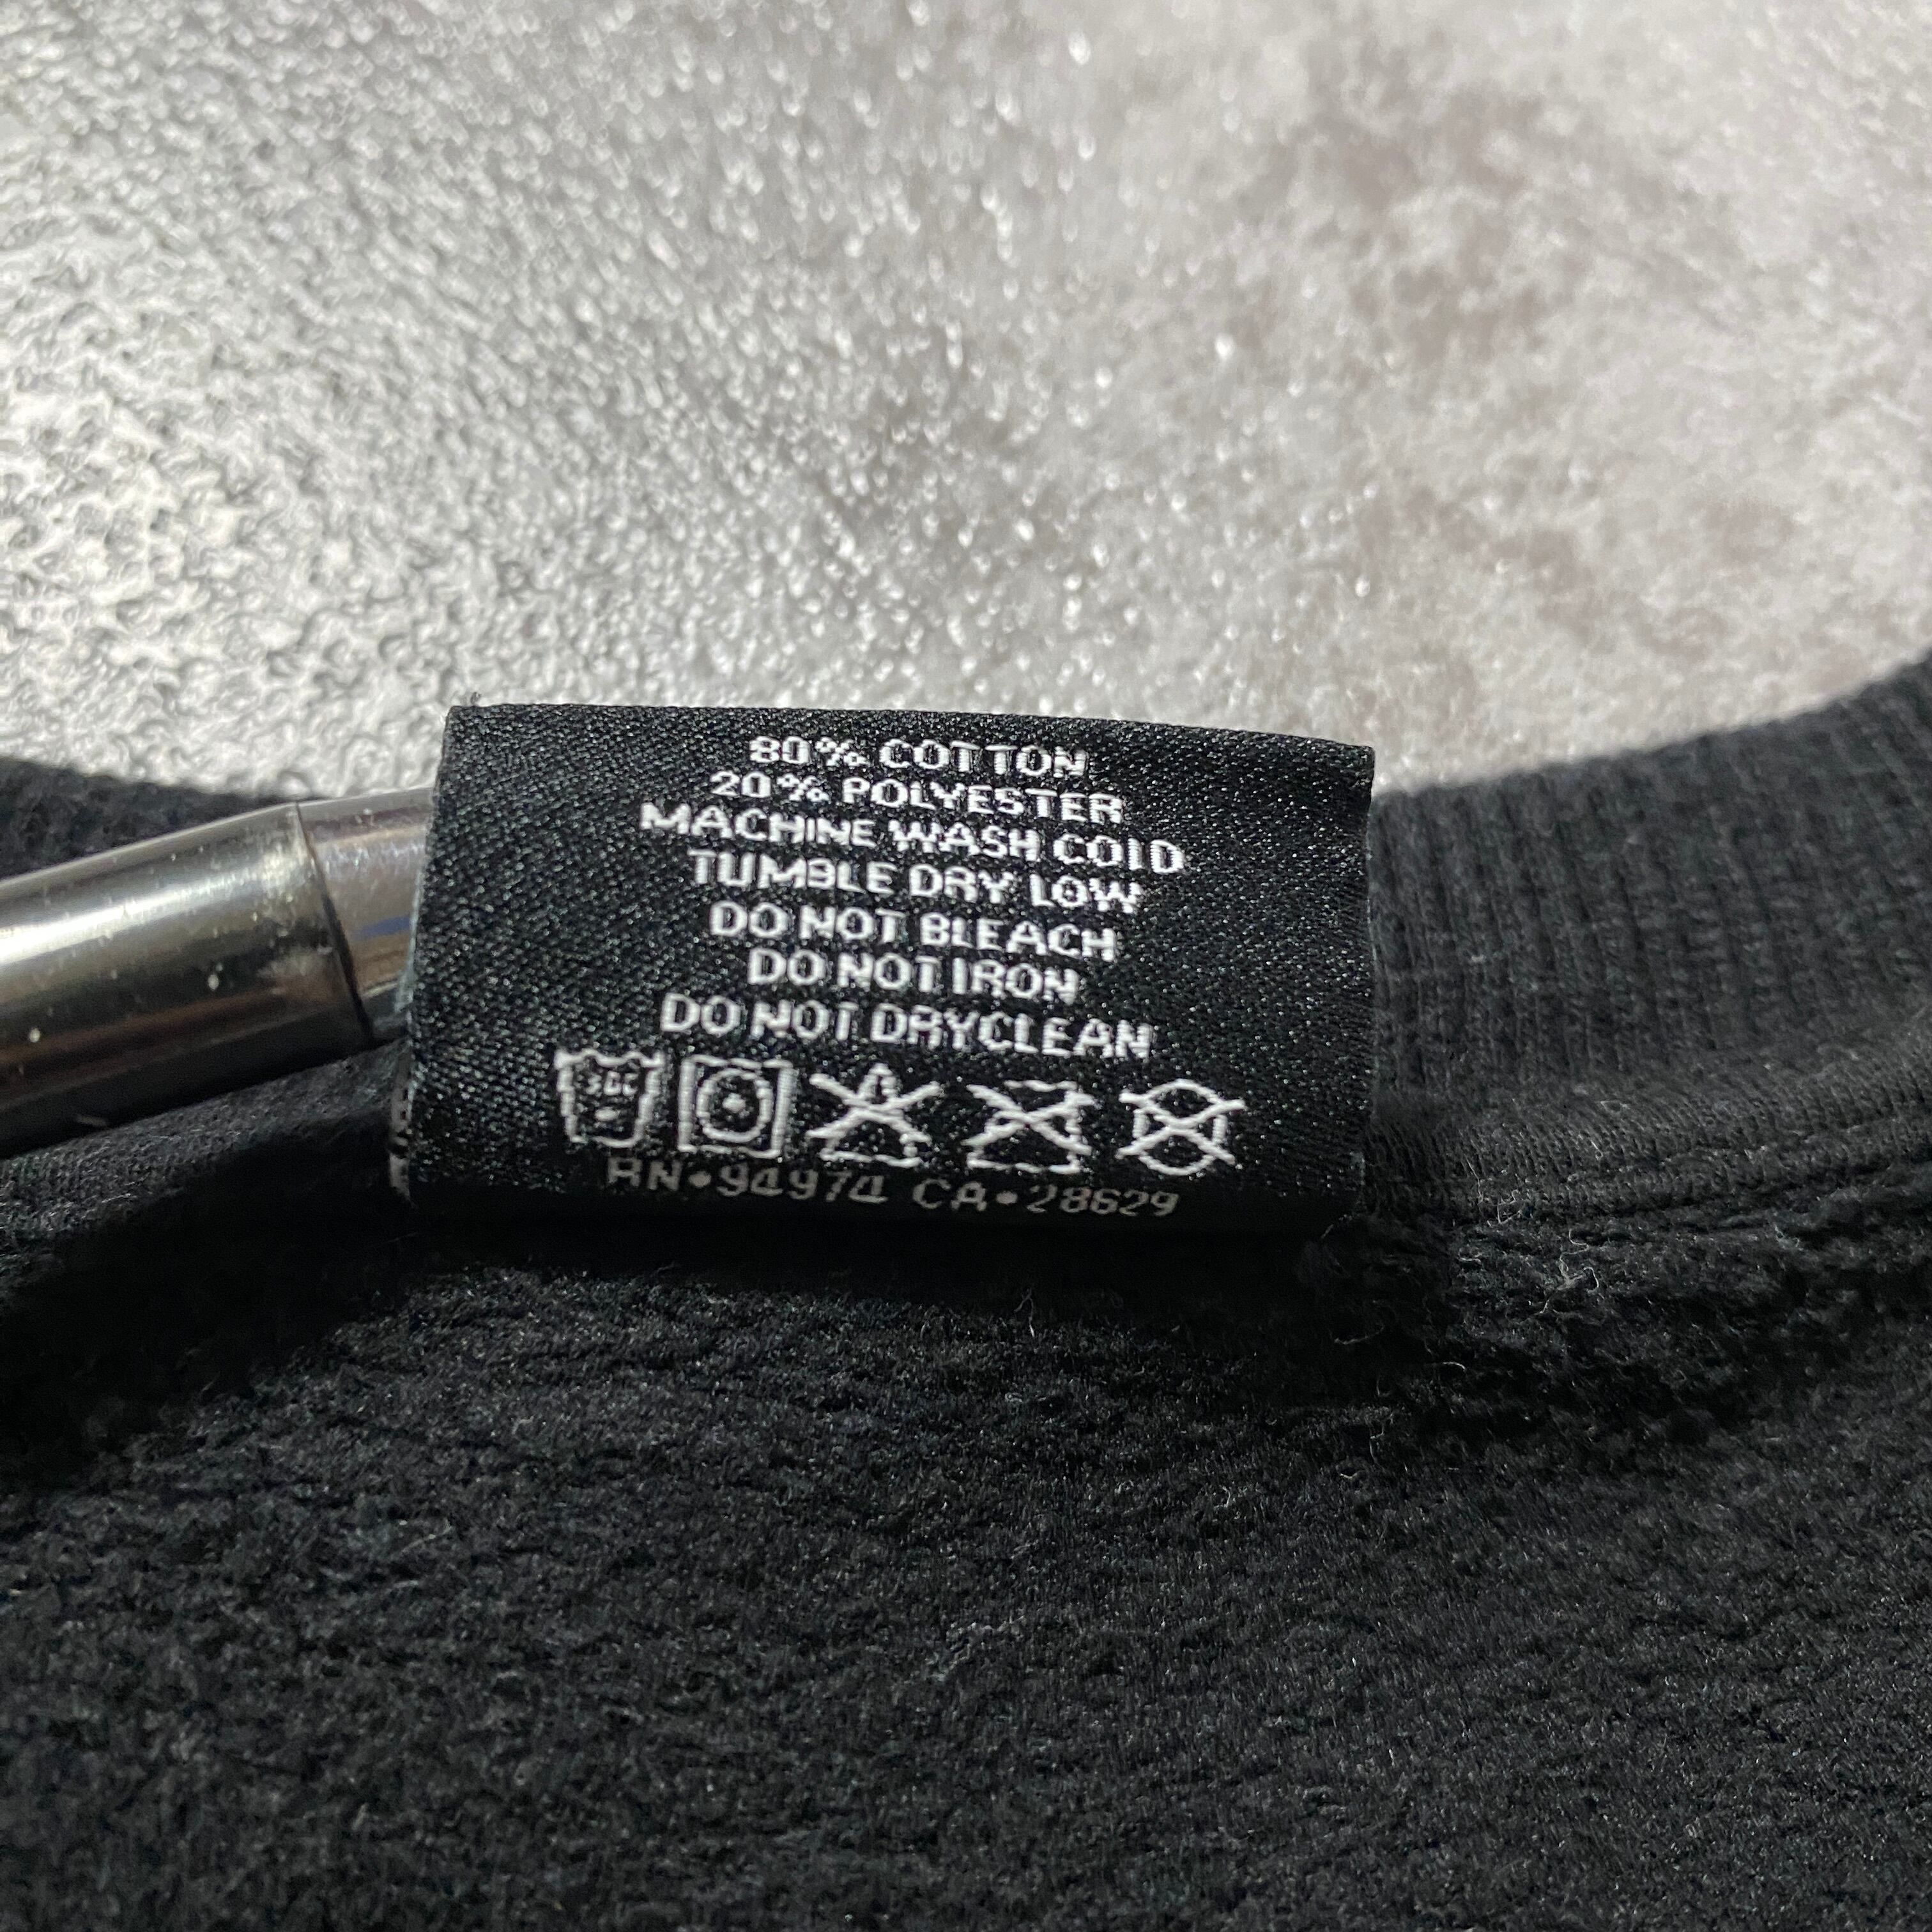 80% COTTON
20% POLYESTER
MACHINE WASH COLD
TUMBLE DRY LOW
DO NOT BLEACH
DO NOT IRON
DO NOT DRYCLEAN
30C
RN•94974 CA•28629